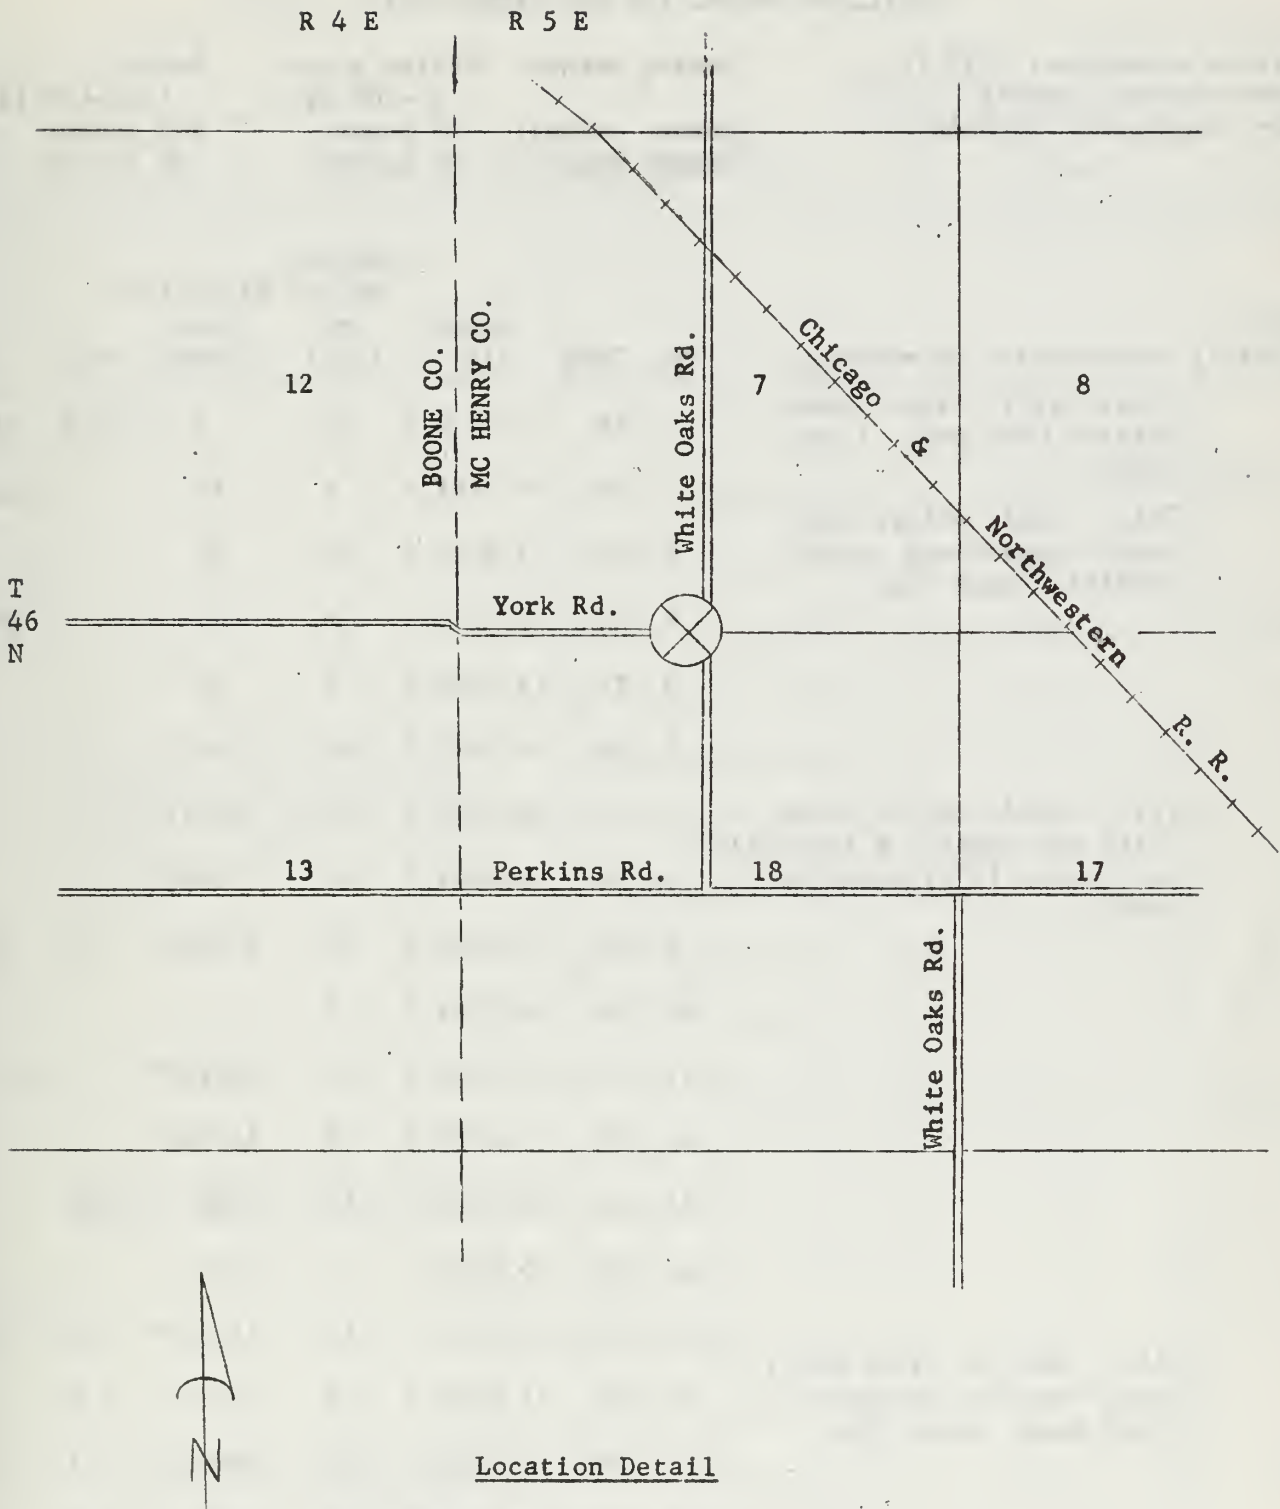 R 4 E
R 5 E
BOONE CO.
MC HENRY CO.
White Oaks Rd.
12
7
8
Chicago & Northwestern R. R.
T
46
N
York Rd.
13
Perkins Rd.
18
17
White Oaks Rd.
N
Location Detail